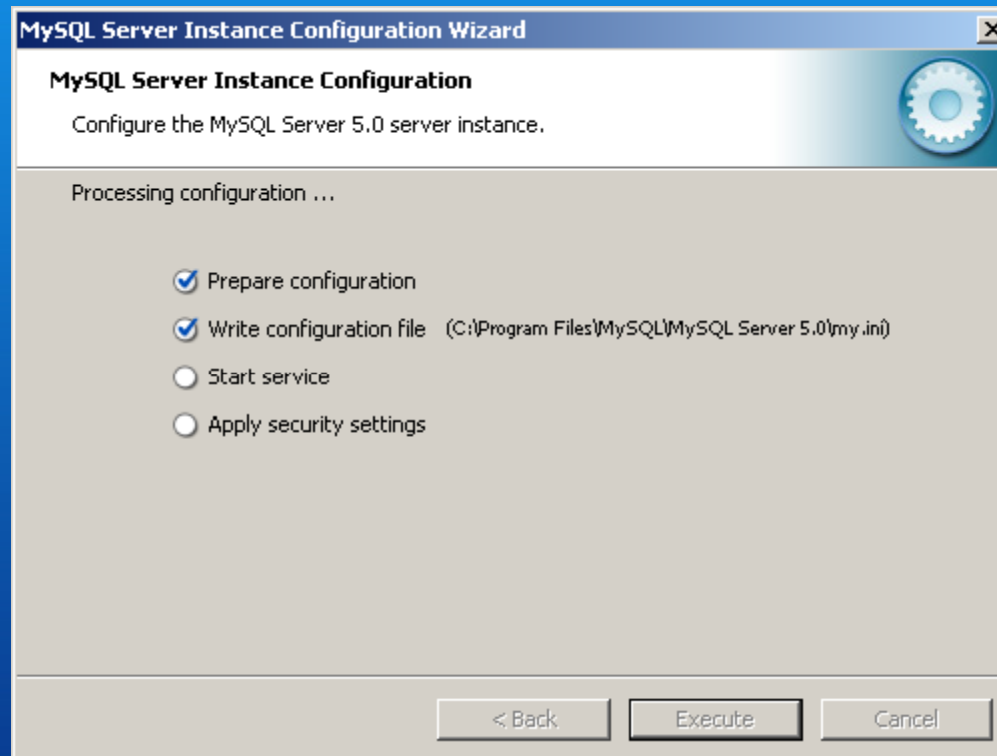 MySQL Server Instance Configuration Wizard
MySQL Server Instance Configuration
Configure the MySQL Server 5.0 server instance.
Processing configuration ...
Prepare configuration
Write configuration file (C:\Program Files\MySQL\MySQL Server 5.0\my.ini)
Start service
Apply security settings
< Back Execute Cancel